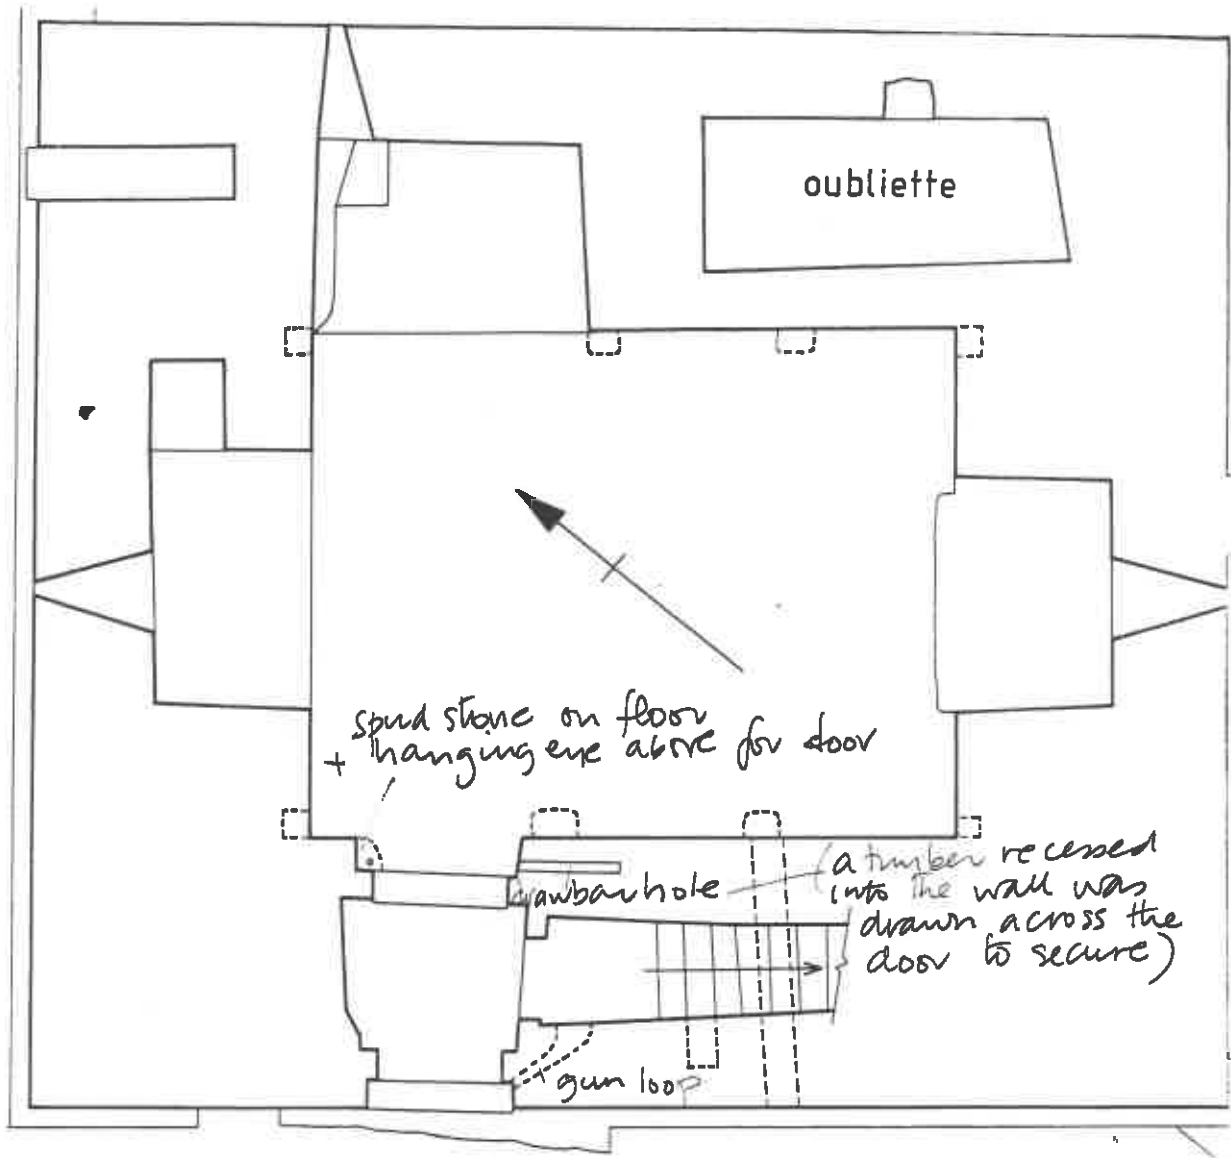 oubliette
spud stone on floor
+ hanging eye above for door
drawbar hole
(a timber recessed
into the wall was
drawn across the
door to secure)
gun loop